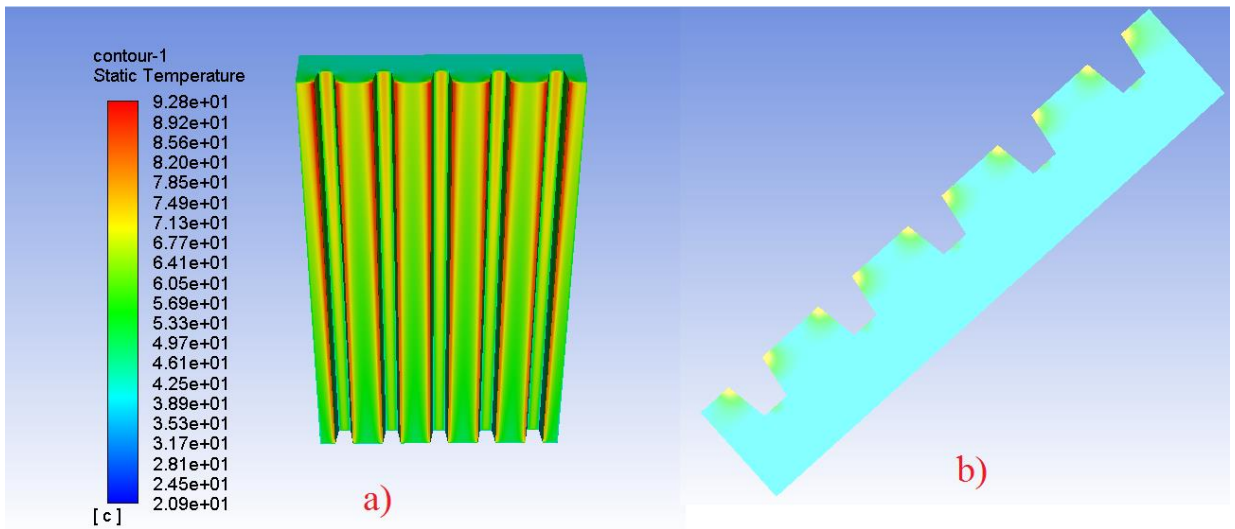 contour-1
Static Temperature
9.28e+01
8.92e+01
8.56e+01
8.20e+01
7.85e+01
7.49e+01
7.13e+01
6.77e+01
6.41e+01
6.05e+01
5.69e+01
5.33e+01
4.97e+01
4.61e+01
4.25e+01
3.89e+01
3.53e+01
3.17e+01
2.81e+01
2.45e+01
2.09e+01
[ c ]
a)
b)